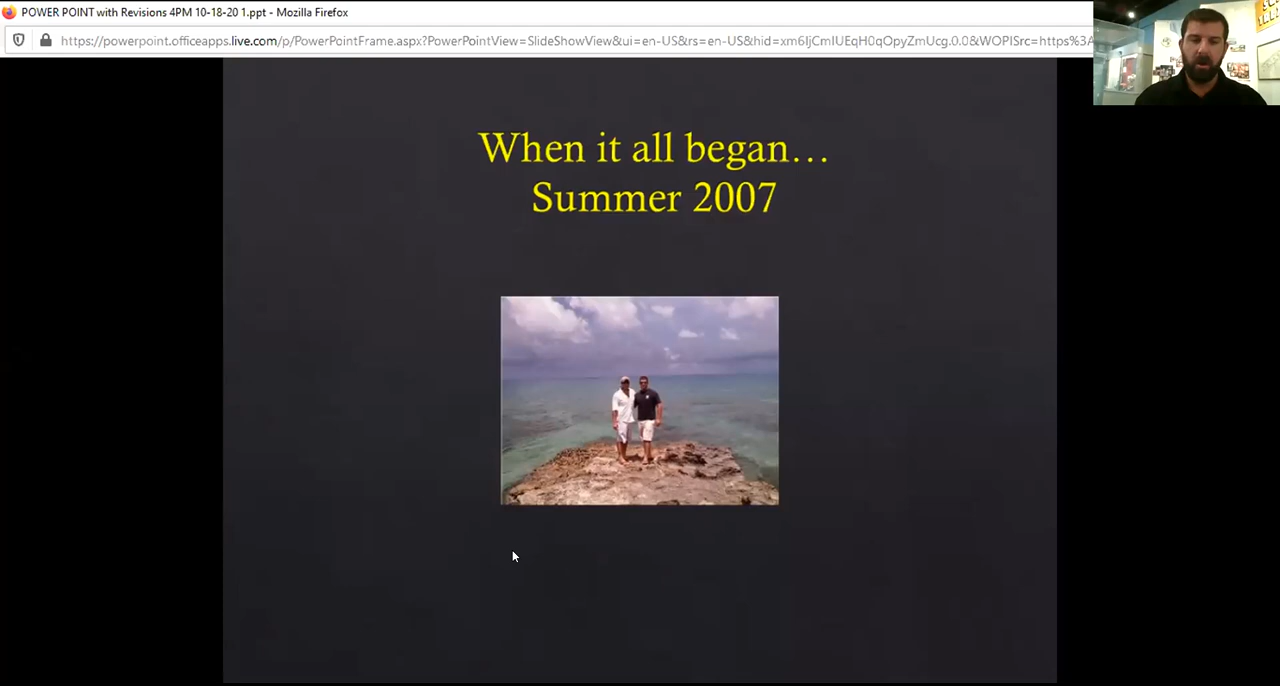 POWER POINT with Revisions 4PM 10-18-20 1.ppt - Mozilla Firefox
https://powerpoint.officeapps.live.com/p/PowerPointFrame.aspx?PowerPointView=SlideShowView&ui=en-US&rs=en-US&hid=xm6IjCmIUEqH0qOpyZmUcg.0.0&WOPISrc=https%3A
When it all began…
Summer 2007